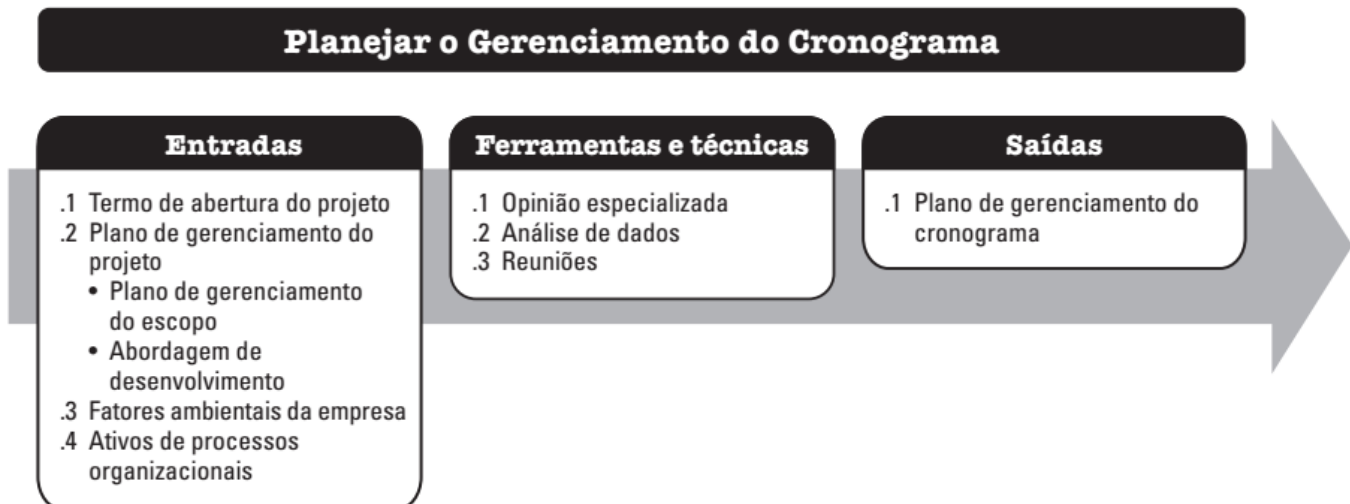 Planejar o Gerenciamento do Cronograma
Entradas
.1 Termo de abertura do projeto
.2 Plano de gerenciamento do
projeto
• Plano de gerenciamento
do escopo
• Abordagem de
desenvolvimento
.3 Fatores ambientais da empresa
.4 Ativos de processos
organizacionais
Ferramentas e técnicas
.1 Opinião especializada
.2 Análise de dados
.3 Reuniões
Saídas
.1 Plano de gerenciamento do
cronograma